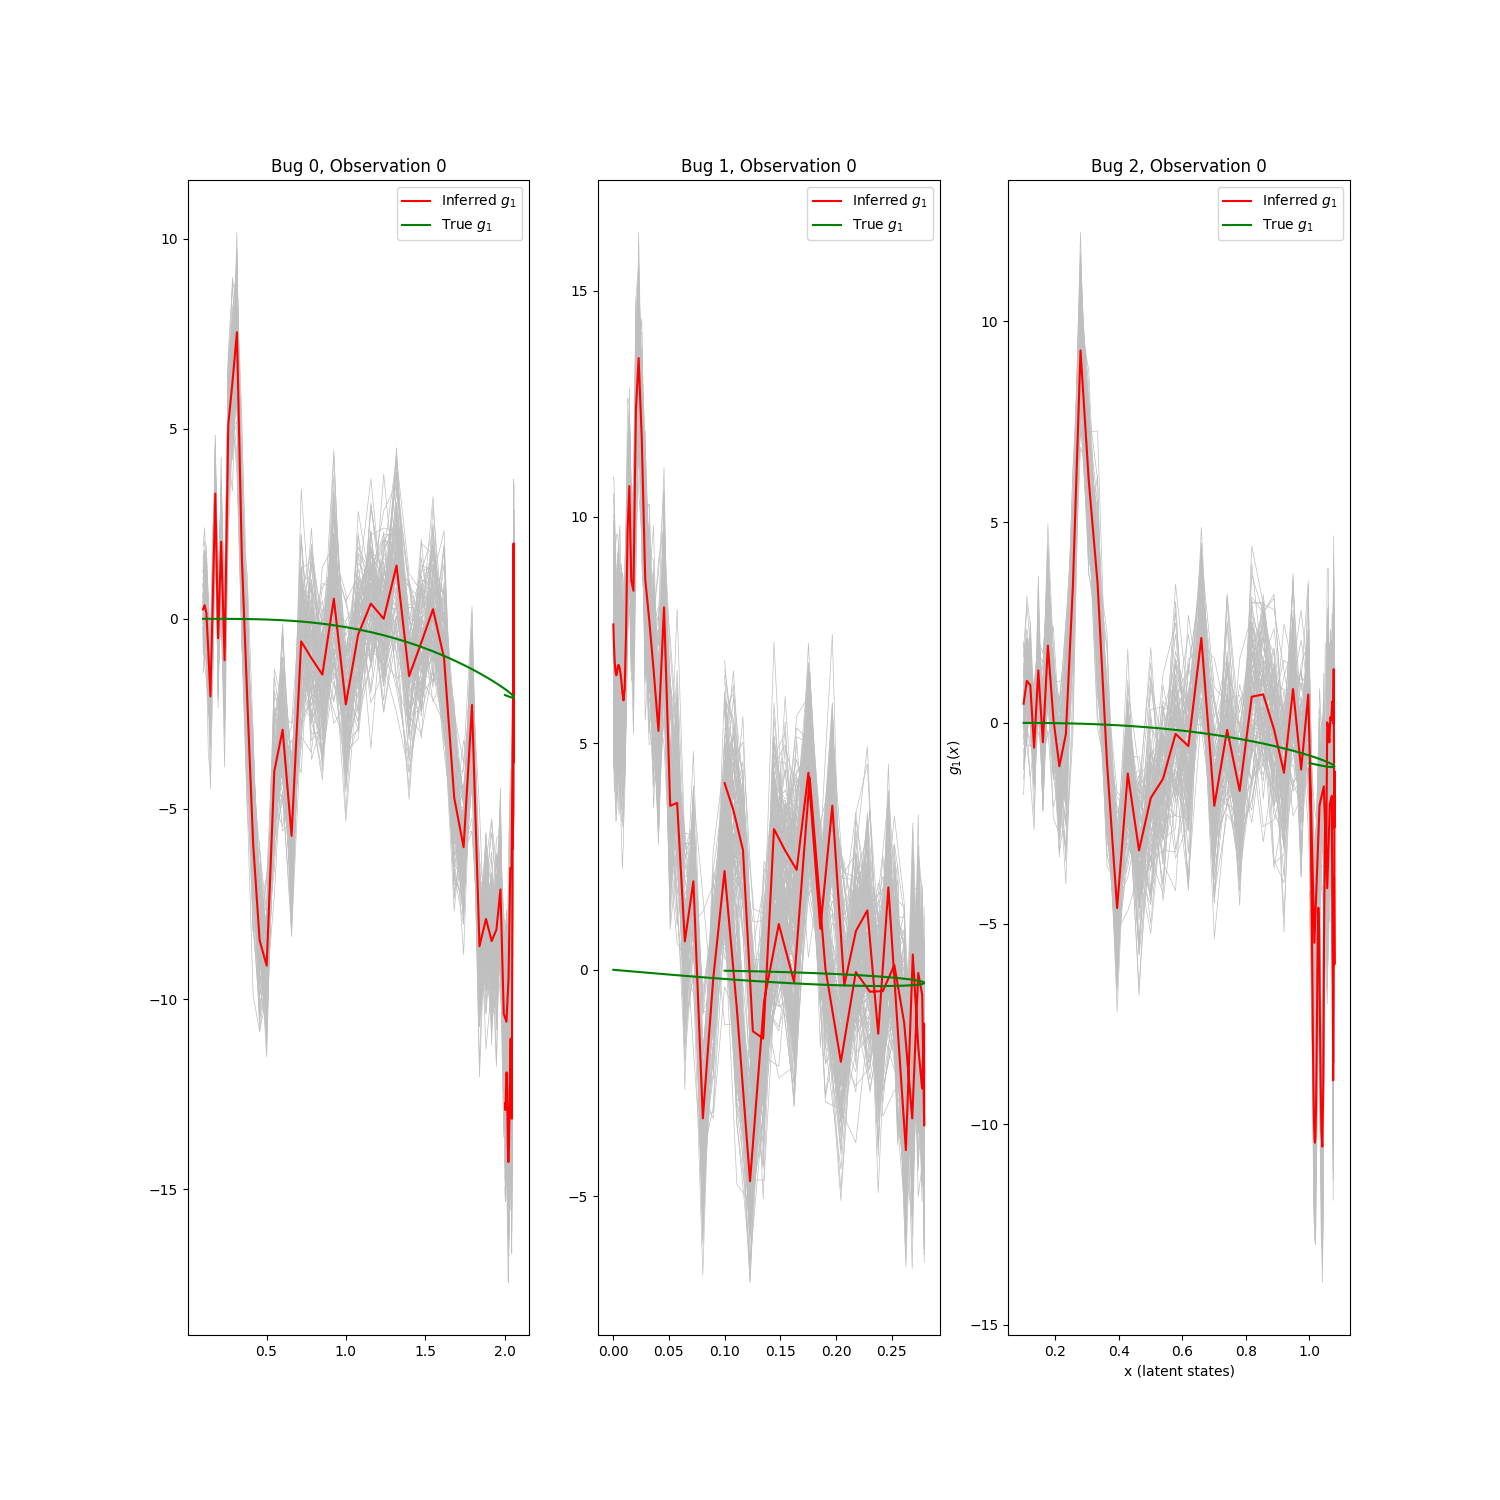 Bug 0, Observation 0
Inferred g₁
True g₁
10
5
0
−5
−10
−15
0.5 1.0 1.5 2.0
Bug 1, Observation 0
Inferred g₁
True g₁
15
10
5
0
−5
0.00 0.05 0.10 0.15 0.20 0.25
Bug 2, Observation 0
Inferred g₁
True g₁
g₁(x)
10
5
0
−5
−10
−15
0.2 0.4 0.6 0.8 1.0
x (latent states)